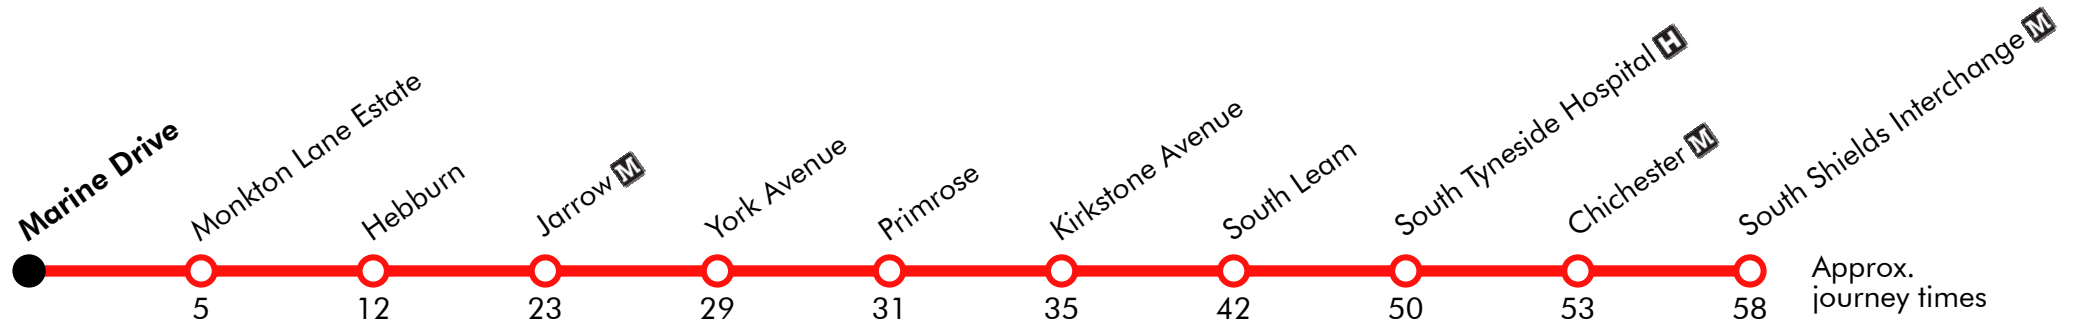 Marine Drive
Monkton Lane Estate
Hebburn
Jarrow M
York Avenue
Primrose
Kirkstone Avenue
South Leam
South Tyneside Hospital H
Chichester M
South Shields Interchange M
5 12 23 29 31 35 42 50 53 58
Approx.
journey times